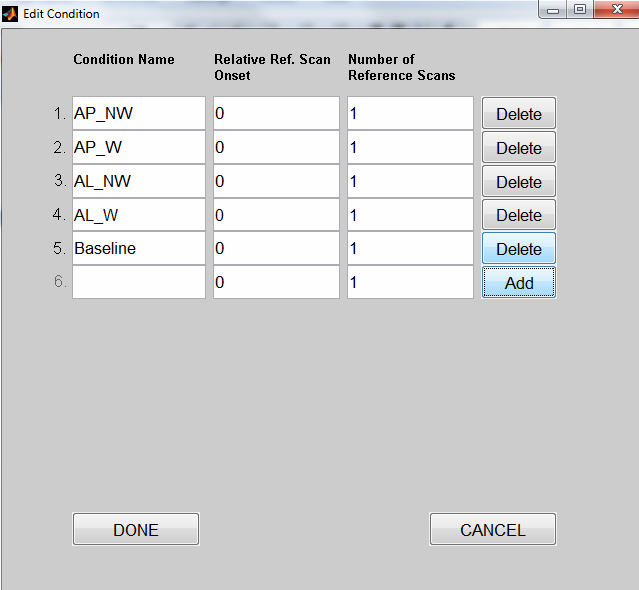 Edit Condition
Condition Name Relative Ref. Scan Number of
Onset Reference Scans
1. AP_NW 0 1 Delete
2. AP_W 0 1 Delete
3. AL_NW 0 1 Delete
4. AL_W 0 1 Delete
5. Baseline 0 1 Delete
6. 0 1 Add
DONE CANCEL